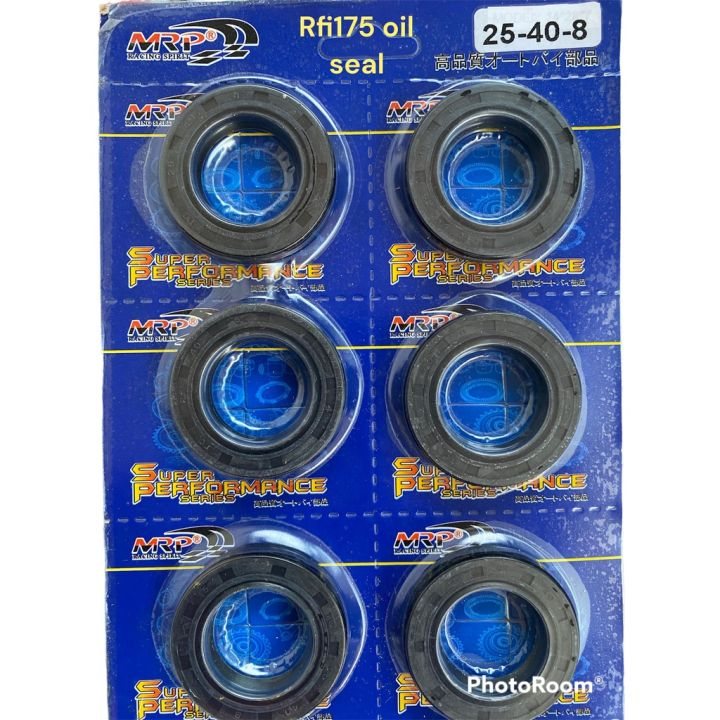 MRP®
RACING SPIRIT
Rfi175 oil
seal
25-40-8
高品質オートバイ部品
MRP®
RACING SPIRIT
MRP®
RACING SPIRIT
SUPER
PERFORMANCE
SERIES
高品質オートバイ部品
SUPER
PERFORMANCE
SERIES
高品質オートバイ部品
MRP
RACING SPIRIT
MRP
RACING SPIRIT
SUPER
PERFORMANCE
SERIES
高品質オートバイ部品
SUPER
PERFORMANCE
SERIES
高品質オートバイ部品
MRP®
RACING SPIRIT
MRP®
RACING SPIRIT
SUPER
PERFORMANCE
SERIES
PhotoRoom®